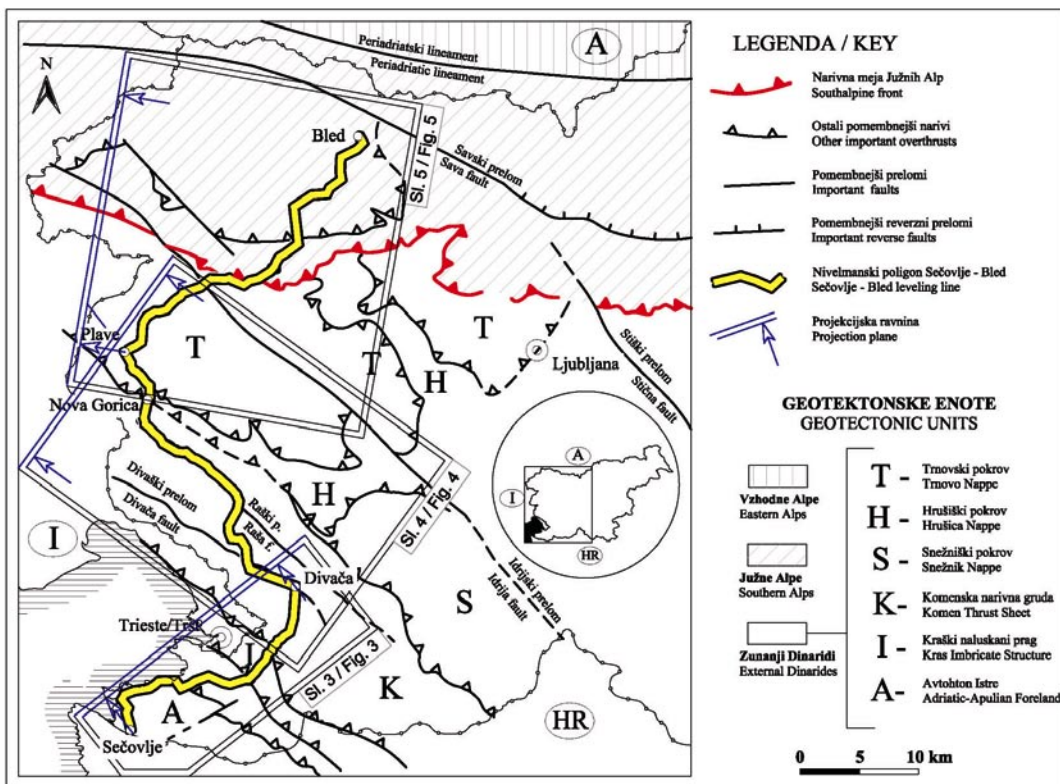 Periadriatski lineament
Periadriatic lineament
A
N
Bled
Sl. 5 / Fig. 5
Savski prelom
Sava fault
Plave
T
T
T
H
Ljubljana
Stiški prelom
Stična fault
Nova Gorica
Divaški prelom
Divača fault
Raški p.
Raša f.
H
Sl. 4 / Fig. 4
A
I
HR
I
Divača
S
Idrijski prelom
Idrija fault
Trieste/Trst
I
Sl. 3 / Fig. 3
K
A
Sečovlje
HR
LEGENDA / KEY
Narivna meja Južnih Alp
Southalpine front
Ostali pomembnejši narivi
Other important overthrusts
Pomembnejši prelomi
Important faults
Pomembnejši reverzni prelomi
Important reverse faults
Nivelmanski poligon Sečovlje - Bled
Sečovlje - Bled leveling line
Projekcijska ravnina
Projection plane
GEOTEKTONSKE ENOTE
GEOTECTONIC UNITS
Vzhodne Alpe
Eastern Alps
Južne Alpe
Southern Alps
Zunanji Dinaridi
External Dinarides
T - Trnovski pokrov
Trnovo Nappe
H - Hrušiški pokrov
Hrušica Nappe
S - Snežniški pokrov
Snežnik Nappe
K - Komenska narivna gruda
Komen Thrust Sheet
I - Kraški naluskani prag
Kras Imbricate Structure
A - Avtohton Istre
Adriatic-Apulian Foreland
0 5 10 km